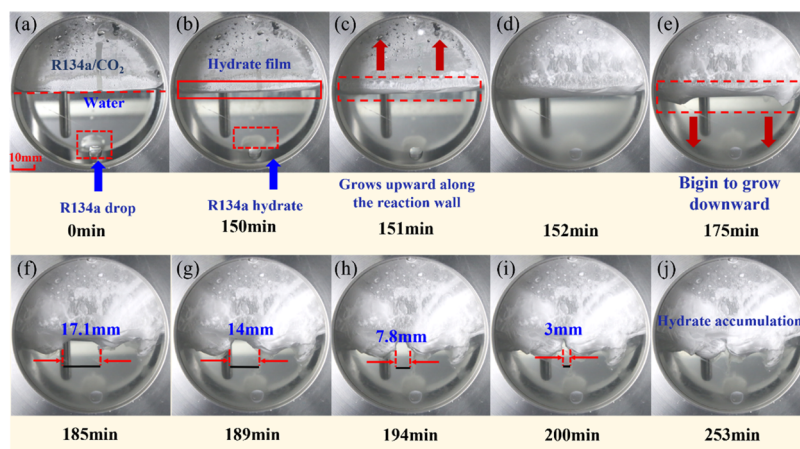 (a)
R134a/CO₂
Water
10mm
R134a drop
0min
(b)
Hydrate film
R134a hydrate
150min
(c)
Grows upward along
the reaction wall
151min
(d)
152min
(e)
Bigin to grow
downward
175min
(f)
17.1mm
185min
(g)
14mm
189min
(h)
7.8mm
194min
(i)
3mm
200min
(j)
Hydrate accumulation
253min